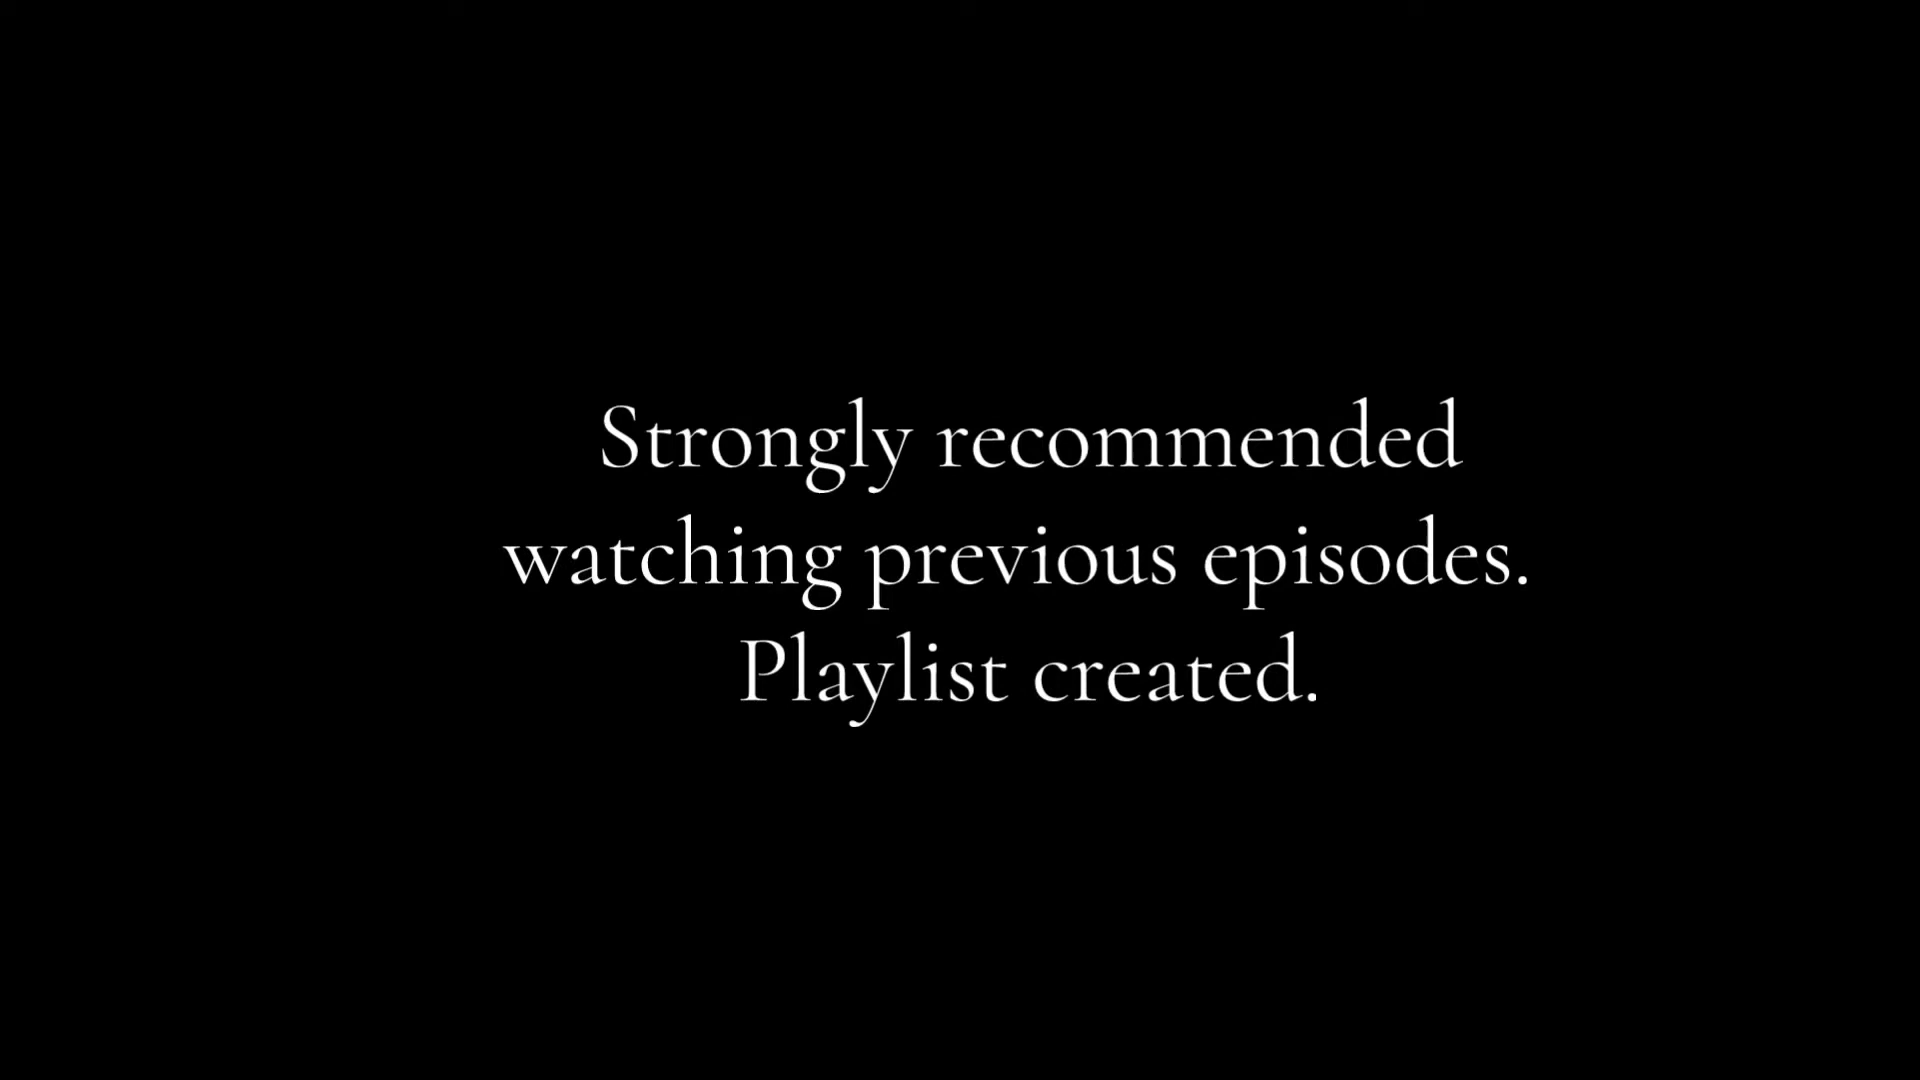 Strongly recommended
watching previous episodes.
Playlist created.